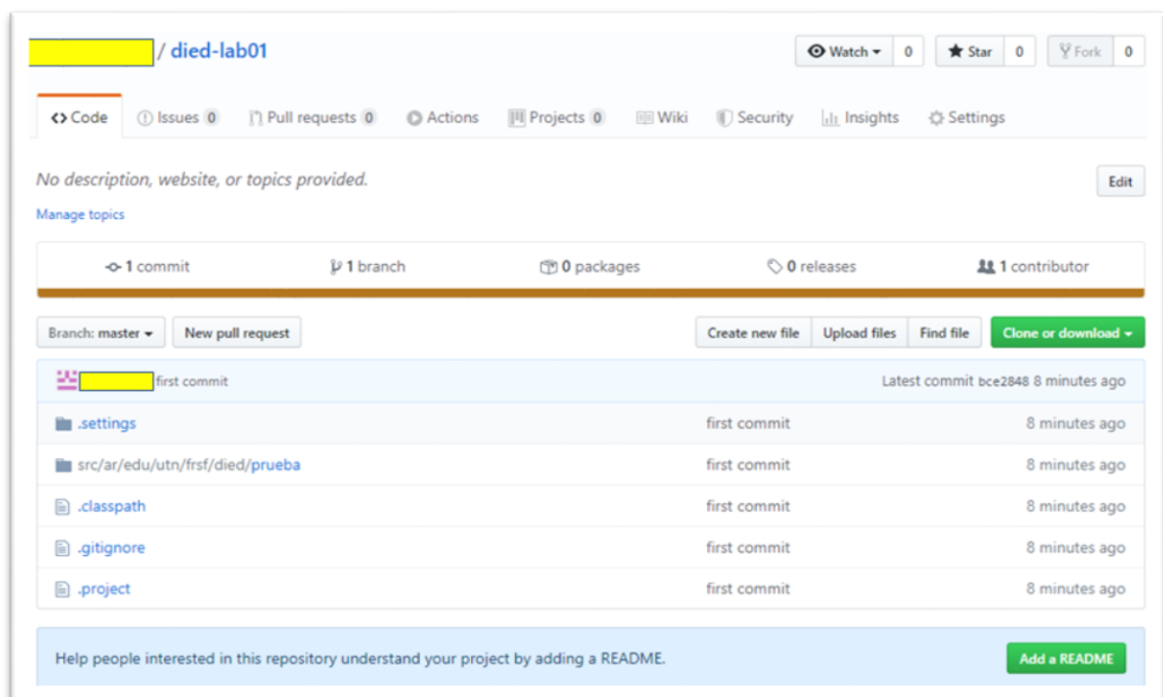 / died-lab01
Watch 0 Star 0 Fork 0
Code Issues 0 Pull requests 0 Actions Projects 0 Wiki Security Insights Settings
No description, website, or topics provided. Edit
Manage topics
1 commit 1 branch 0 packages 0 releases 1 contributor
Branch: master New pull request Create new file Upload files Find file Clone or download
first commit Latest commit bce2848 8 minutes ago
.settings first commit 8 minutes ago
src/ar/edu/utn/frsf/died/prueba first commit 8 minutes ago
.classpath first commit 8 minutes ago
.gitignore first commit 8 minutes ago
.project first commit 8 minutes ago
Help people interested in this repository understand your project by adding a README. Add a README